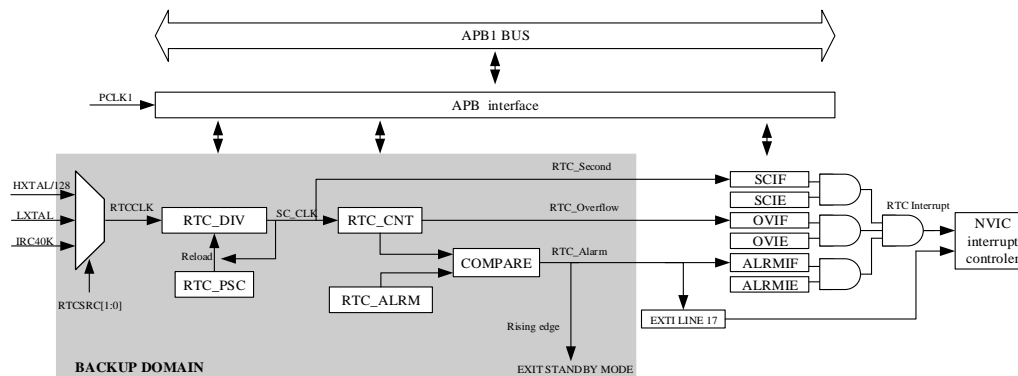 APB1 BUS
PCLK1
APB interface
RTC_Second
HXTAL/128
SCIF
SCIE
RTC Interrupt
RTCCLK
SC_CLK
RTC_Overflow
LXTAL
RTC_DIV
RTC_CNT
OVIF
NVIC
interrupt
controler
OVIE
IRC40K
Reload
RTC_Alarm
COMPARE
ALRMIF
RTC_PSC
RTC_ALRM
ALRMIE
RTCSRC[1:0]
EXTI LINE 17
Rising edge
BACKUP DOMAIN
EXIT STANDBY MODE